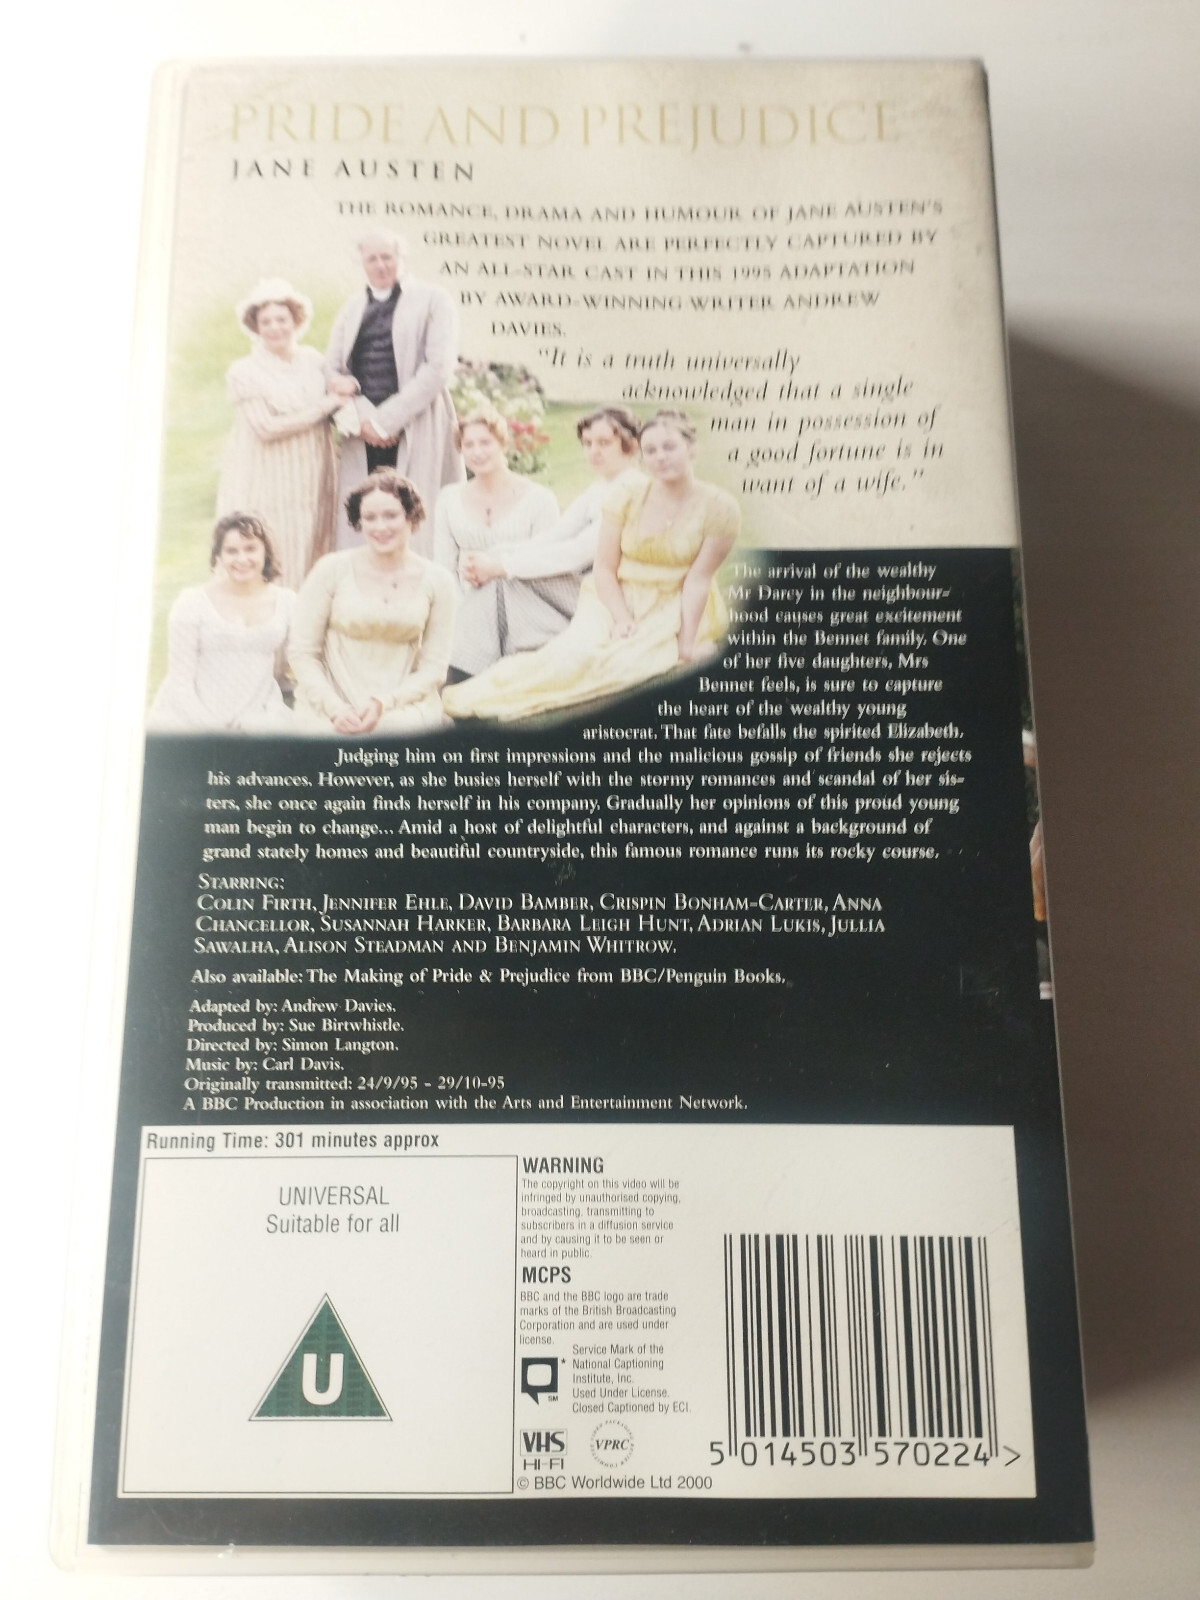 PRIDE AND PREJUDICE
JANE AUSTEN
THE ROMANCE, DRAMA AND HUMOUR OF JANE AUSTEN'S
GREATEST NOVEL ARE PERFECTLY CAPTURED BY
AN ALL-STAR CAST IN THIS 1995 ADAPTATION
BY AWARD-WINNING WRITER ANDREW
DAVIES.
"It is a truth universally
acknowledged that a single
man in possession of
a good fortune is in
want of a wife."
The arrival of the wealthy
Mr Darcy in the neighbour-
hood causes great excitement
within the Bennet family. One
of her five daughters, Mrs
Bennet feels, is sure to capture
the heart of the wealthy young
aristocrat. That fate befalls the spirited Elizabeth.
Judging him on first impressions and the malicious gossip of friends she rejects
his advances. However, as she busies herself with the stormy romances and scandal of her sis-
ters, she once again finds herself in his company. Gradually her opinions of this proud young
man begin to change... Amid a host of delightful characters, and against a background of
grand stately homes and beautiful countryside, this famous romance runs its rocky course.
STARRING:
COLIN FIRTH, JENNIFER EHLE, DAVID BAMBER, CRISPIN BONHAM-CARTER, ANNA
CHANCELLOR, SUSANNAH HARKER, BARBARA LEIGH HUNT, ADRIAN LUKIS, JULLIA
SAWALHA, ALISON STEADMAN AND BENJAMIN WHITROW.
Also available: The Making of Pride & Prejudice from BBC/Penguin Books.
Adapted by: Andrew Davies.
Produced by: Sue Birtwhistle.
Directed by: Simon Langton.
Music by: Carl Davis.
Originally transmitted: 24/9/95 - 29/10-95
A BBC Production in association with the Arts and Entertainment Network.
Running Time: 301 minutes approx
UNIVERSAL
Suitable for all
U
WARNING
The copyright on this video will be
infringed by unauthorised copying,
broadcasting, transmitting to
subscribers in a diffusion service
and by causing it to be seen or
heard in public.
MCPS
BBC and the BBC logo are trade
marks of the British Broadcasting
Corporation and are used under
license.
Service Mark of the
National Captioning
Institute, Inc.
Used Under License.
Closed Captioned by ECI.
SM
VHS
HI-FI
VPRC
© BBC Worldwide Ltd 2000
5 014503 570224 >